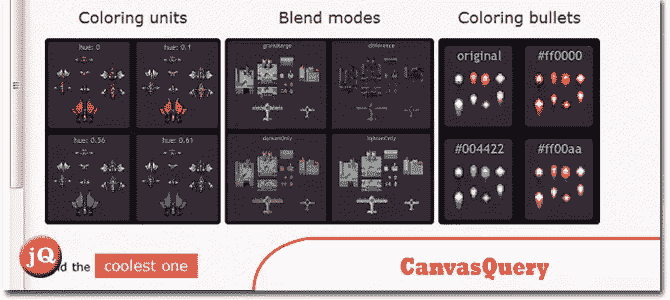 Coloring units
Blend modes
Coloring bullets
hue: 0
hue: 0.1
hue: 0.56
hue: 0.61
grainMerge
difference
darkenOnly
lightenOnly
original
#ff0000
#004422
#ff00aa
jQ
the
coolest one
CanvasQuery